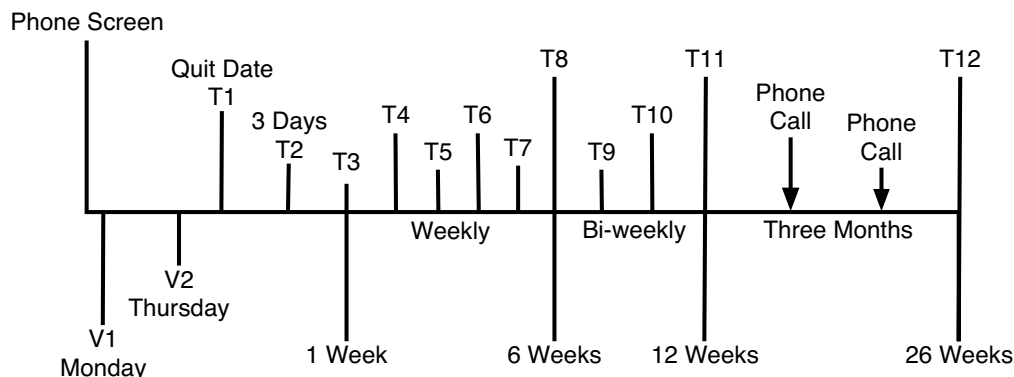 Phone Screen
Quit Date
T1
3 Days
T2
T3
T4
T5
T6
T7
T8
T9
T10
T11
Phone
Call
Phone
Call
T12
Weekly
Bi-weekly
Three Months
V1
Monday
V2
Thursday
1 Week
6 Weeks
12 Weeks
26 Weeks